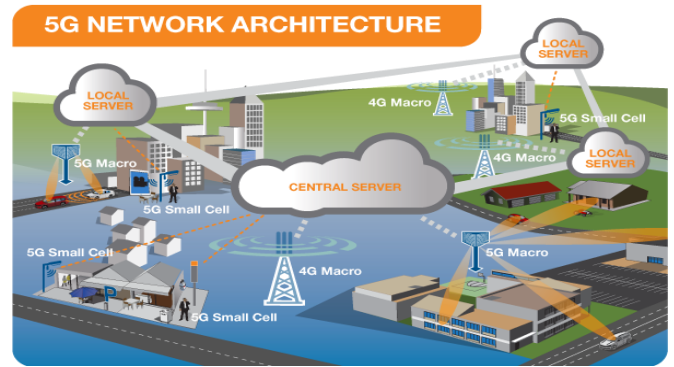 5G NETWORK ARCHITECTURE
LOCAL
SERVER
LOCAL
SERVER
4G Macro
5G Small Cell
5G Macro
4G Macro
LOCAL
SERVER
CENTRAL SERVER
5G Small Cell
5G Small Cell
5G Macro
4G Macro
P
5G Small Cell